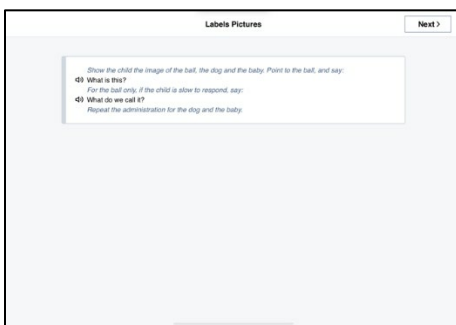 Labels Pictures
Next >
Show the child the image of the ball, the dog and the baby. Point to the ball, and say:
What is this?
For the ball only, if the child is slow to respond, say:
What do we call it?
Repeat the administration for the dog and the baby.